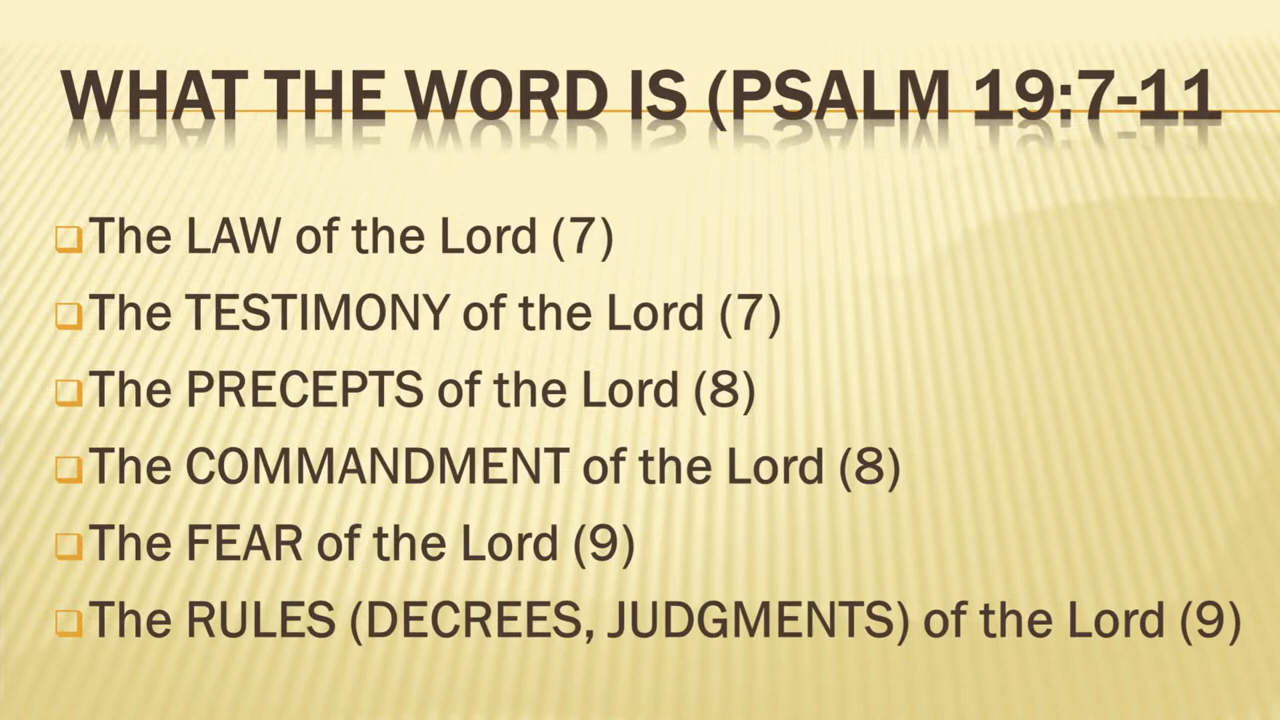 WHAT THE WORD IS (PSALM 19:7-11
The LAW of the Lord (7)
The TESTIMONY of the Lord (7)
The PRECEPTS of the Lord (8)
The COMMANDMENT of the Lord (8)
The FEAR of the Lord (9)
The RULES (DECREES, JUDGMENTS) of the Lord (9)